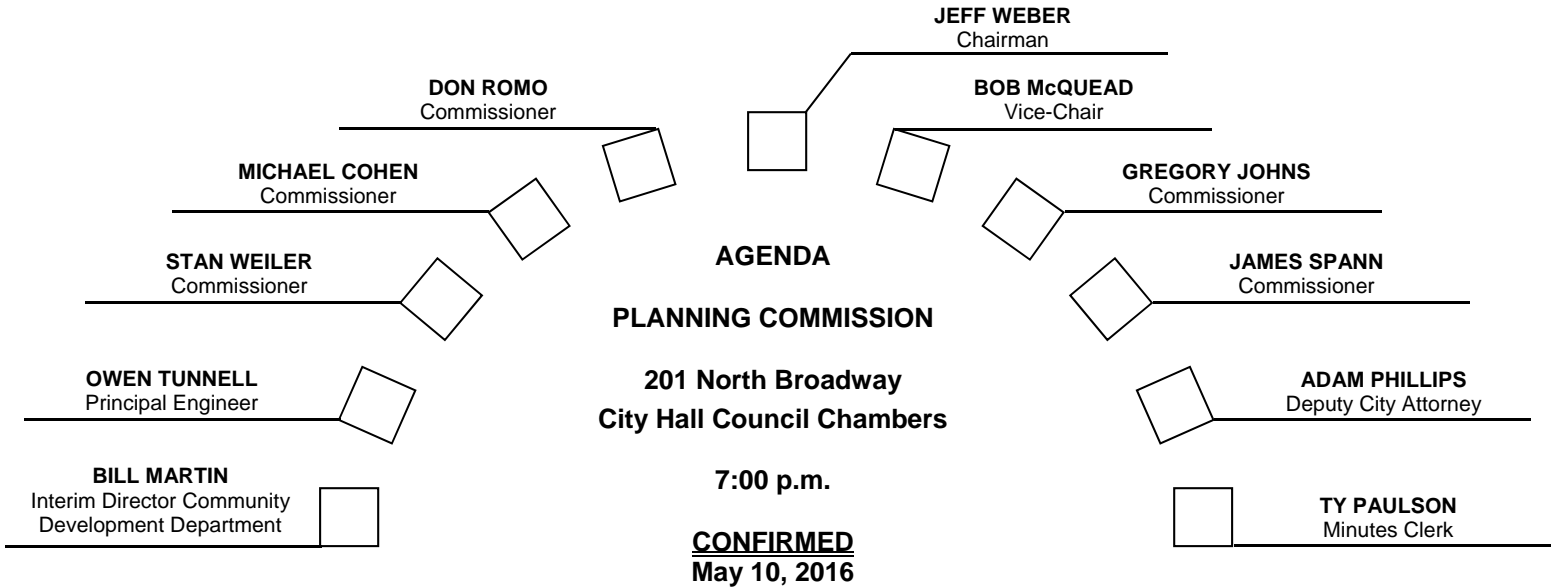 JEFF WEBER
Chairman
DON ROMO
Commissioner
BOB McQUEAD
Vice-Chair
MICHAEL COHEN
Commissioner
GREGORY JOHNS
Commissioner
STAN WEILER
Commissioner
JAMES SPANN
Commissioner
OWEN TUNNELL
Principal Engineer
ADAM PHILLIPS
Deputy City Attorney
BILL MARTIN
Interim Director Community
Development Department
TY PAULSON
Minutes Clerk
AGENDA
PLANNING COMMISSION
201 North Broadway
City Hall Council Chambers
7:00 p.m.
CONFIRMED
May 10, 2016